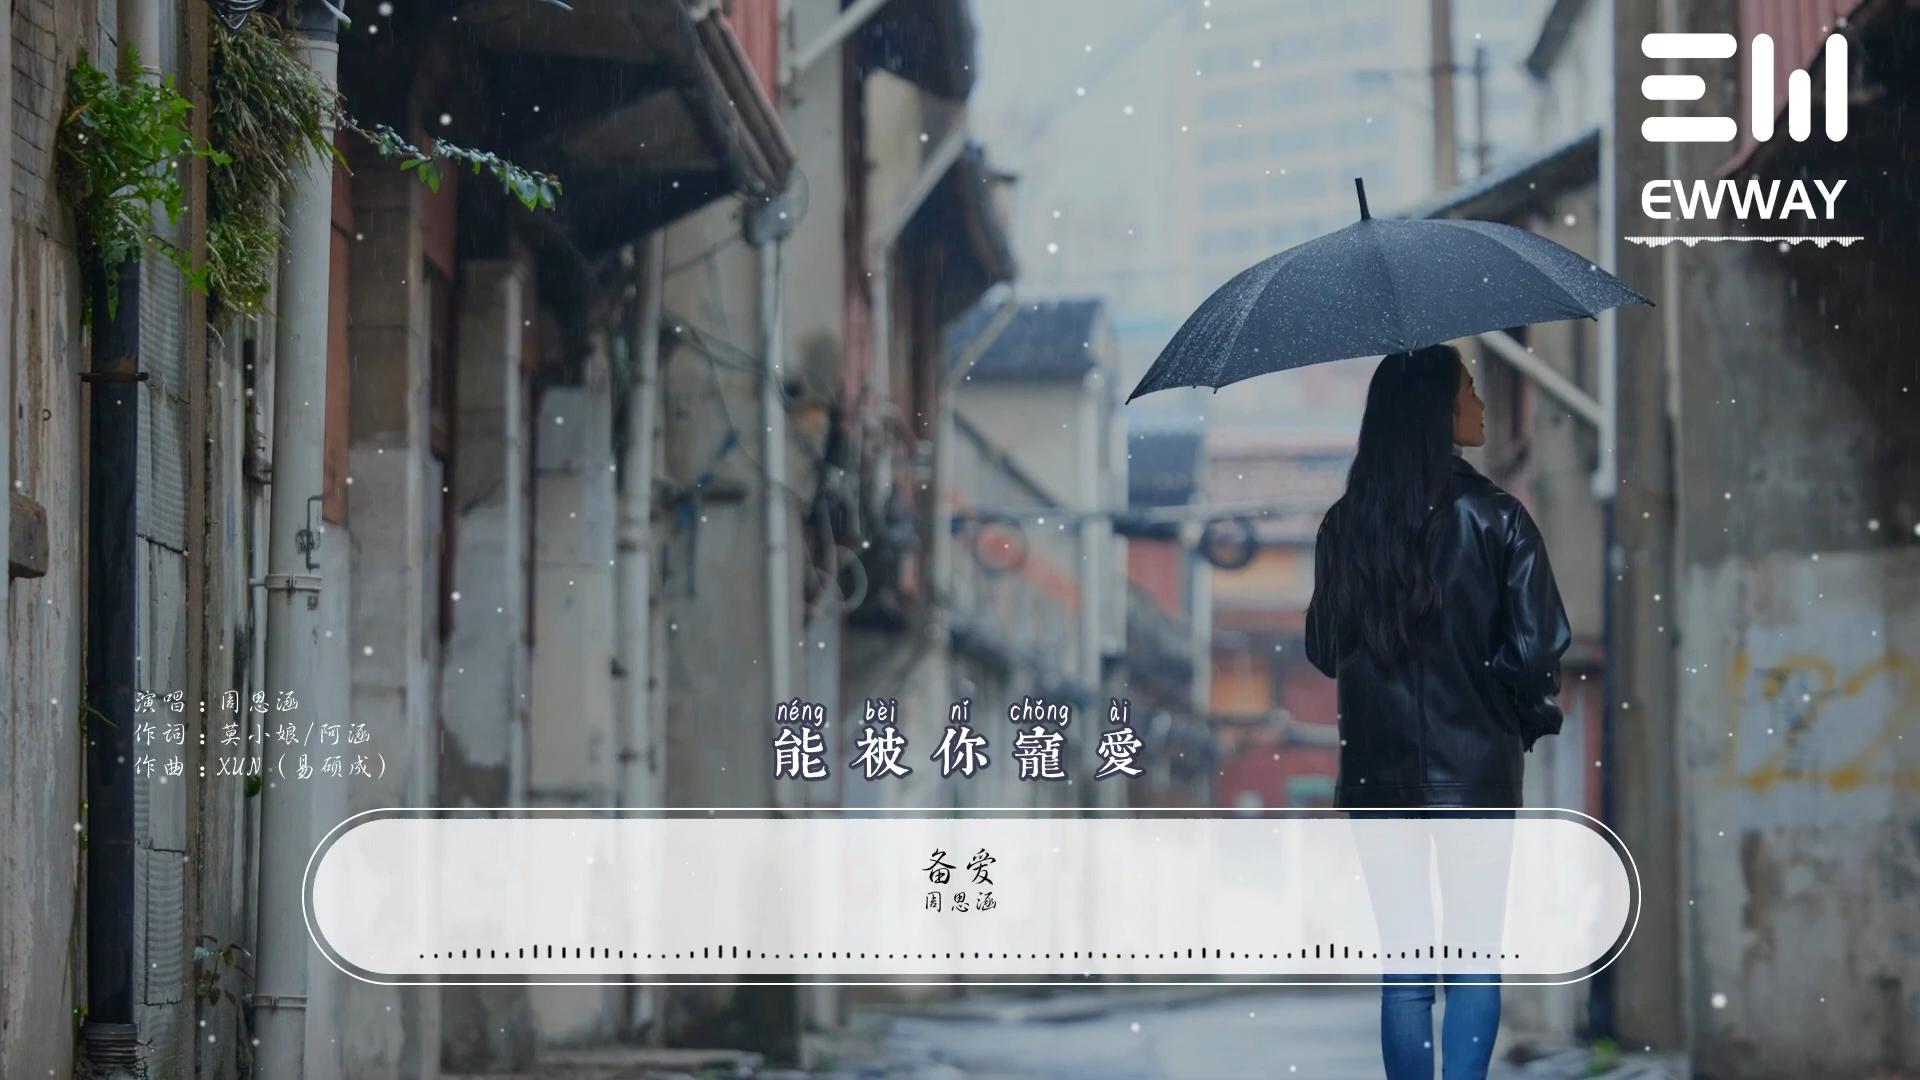 EW
EWWAY
演唱：周思涵
作词：莫小娘/阿涵
作曲：XUN（易硕成）
néng bèi nǐ chǒng ài
能被你寵愛
备爱
周思涵